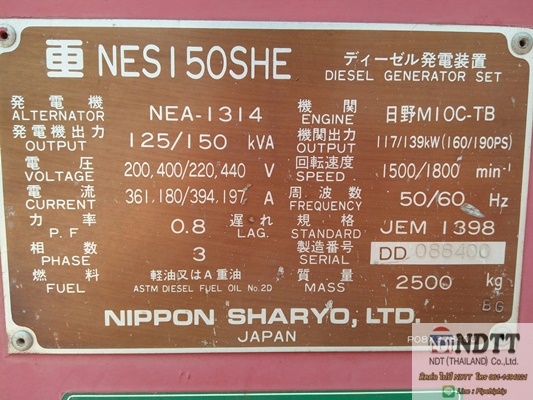 重 NES150SHE ディーゼル発電装置
DIESEL GENERATOR SET
発電機 機関
ALTERNATOR NEA-1314 ENGINE 日野M10C-TB
発電機出力 機関出力
OUTPUT 125/150 kVA OUTPUT 117/139kW(160/190PS)
電圧 回転速度
VOLTAGE 200,400/220,440 V SPEED 1500/1800 min-1
電流 周波数
CURRENT 361,180/394,197 A FREQUENCY 50/60 Hz
力率 遅れ 規格
P.F 0.8 LAG. STANDARD JEM 1398
相数 製造番号
PHASE 3 SERIAL DD 088400
燃料 軽油又はA重油 質量
FUEL ASTM DIESEL FUEL OIL No.2D MASS 2500 kg
BG
NIPPON SHARYO, LTD.
JAPAN
NDTT
NDT (THAILAND) Co.,Ltd.